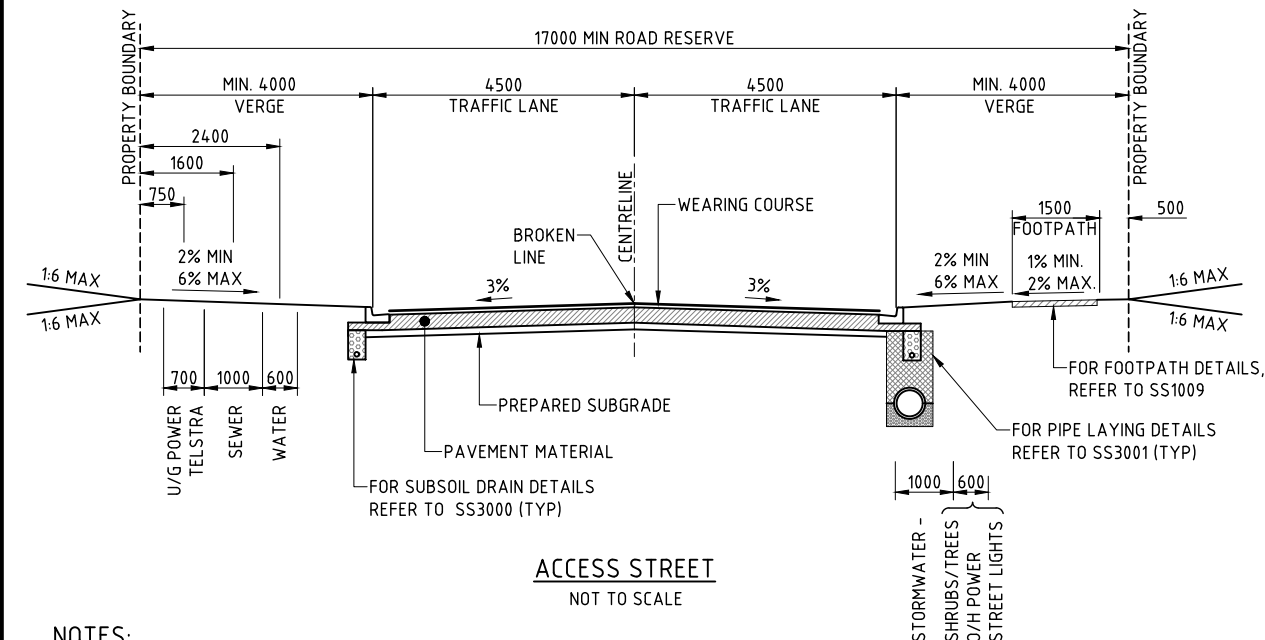 PROPERTY BOUNDARY
17000 MIN ROAD RESERVE
PROPERTY BOUNDARY
MIN. 4000
VERGE
4500
TRAFFIC LANE
4500
TRAFFIC LANE
MIN. 4000
VERGE
2400
1600
750
CENTRELINE
WEARING COURSE
BROKEN
LINE
1500
FOOTPATH
500
1:6 MAX
1:6 MAX
2% MIN
6% MAX
3%
3%
2% MIN
6% MAX
1% MIN.
2% MAX.
1:6 MAX
1:6 MAX
700
1000
600
U/G POWER
TELSTRA
SEWER
WATER
PREPARED SUBGRADE
PAVEMENT MATERIAL
FOR SUBSOIL DRAIN DETAILS
REFER TO SS3000 (TYP)
FOR FOOTPATH DETAILS,
REFER TO SS1009
FOR PIPE LAYING DETAILS
REFER TO SS3001 (TYP)
1000
600
STORMWATER -
SHRUBS/TREES
O/H POWER
STREET LIGHTS
ACCESS STREET
NOT TO SCALE
NOTES: